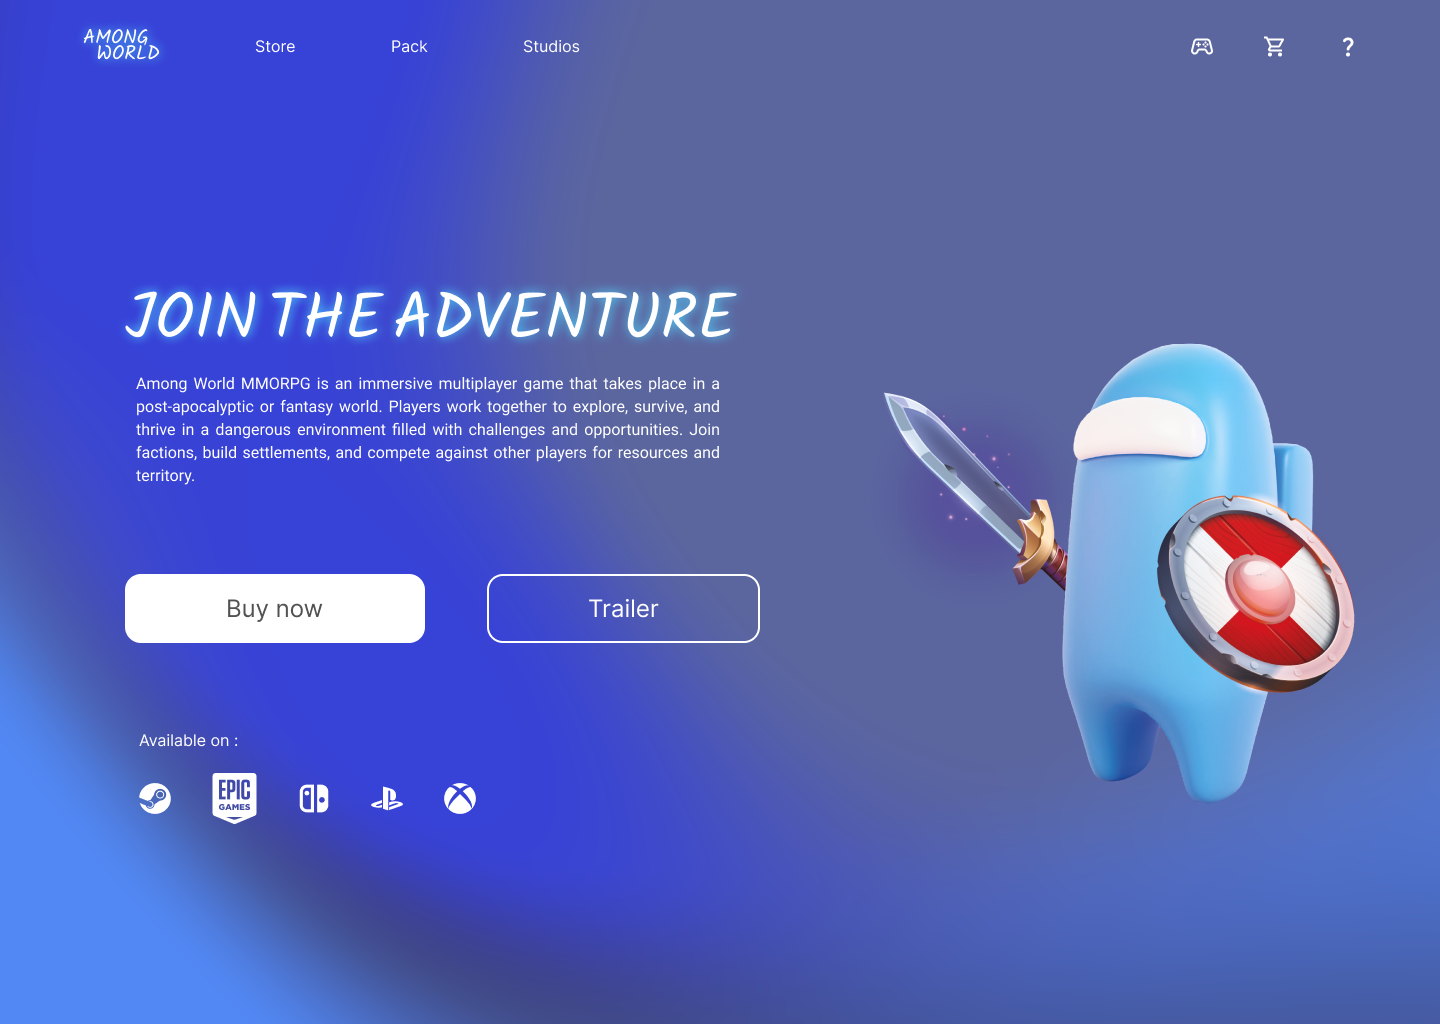 AMONG
WORLD
Store
Pack
Studios
JOIN THE ADVENTURE
Among World MMORPG is an immersive multiplayer game that takes place in a
post-apocalyptic or fantasy world. Players work together to explore, survive, and
thrive in a dangerous environment filled with challenges and opportunities. Join
factions, build settlements, and compete against other players for resources and
territory.
Buy now
Trailer
Available on :
EPIC
GAMES